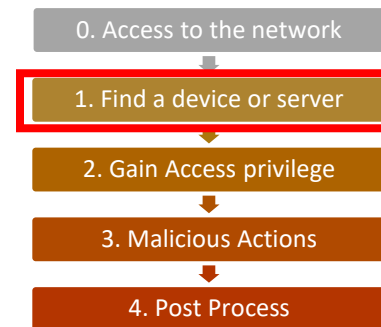 0. Access to the network
1. Find a device or server
2. Gain Access privilege
3. Malicious Actions
4. Post Process